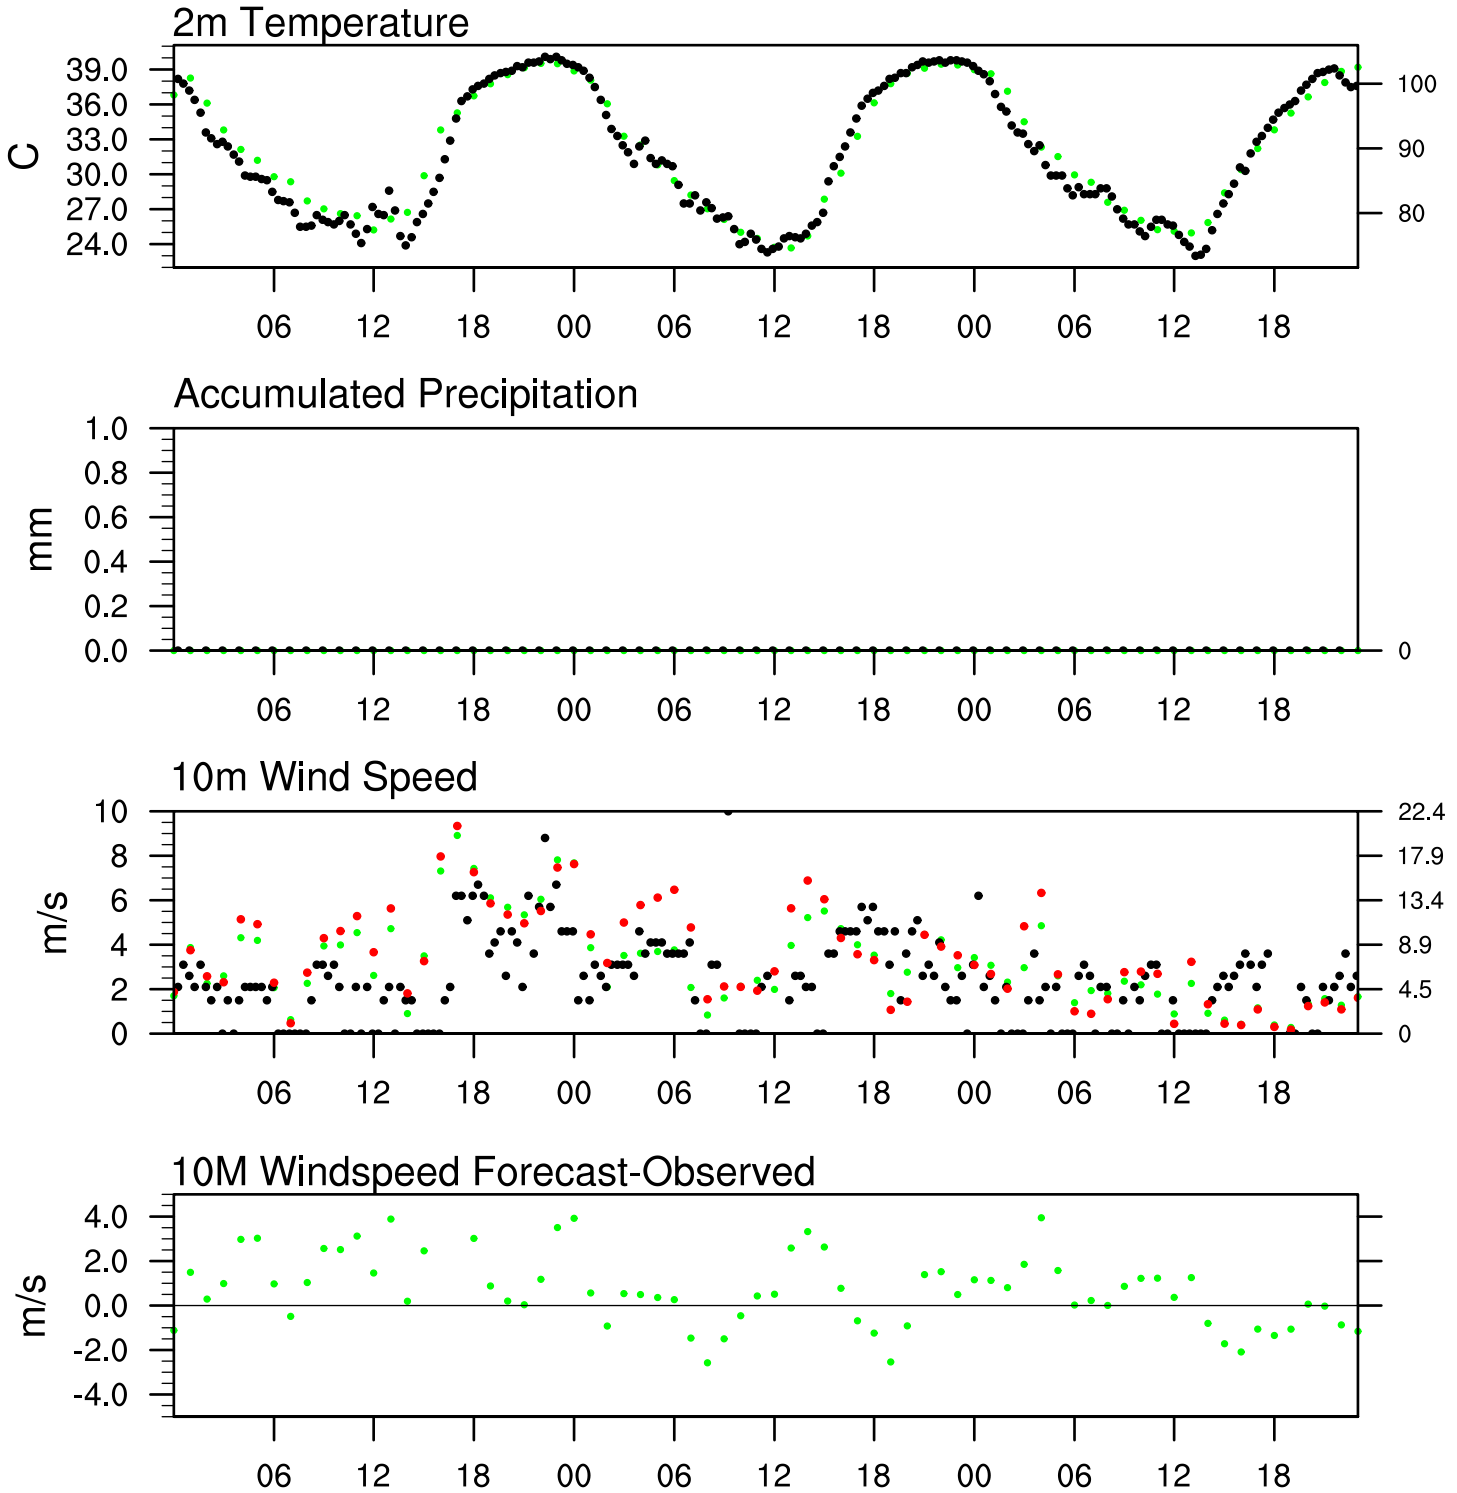 2m Temperature
39.0
36.0
33.0
30.0
27.0
24.0
C
100
90
80
06 12 18 00 06 12 18 00 06 12 18
Accumulated Precipitation
1.0
0.8
0.6
0.4
0.2
0.0
mm
0
06 12 18 00 06 12 18 00 06 12 18
10m Wind Speed
10
8
6
4
2
0
m/s
22.4
17.9
13.4
8.9
4.5
0
06 12 18 00 06 12 18 00 06 12 18
10M Windspeed Forecast-Observed
4.0
2.0
0.0
-2.0
-4.0
m/s
06 12 18 00 06 12 18 00 06 12 18